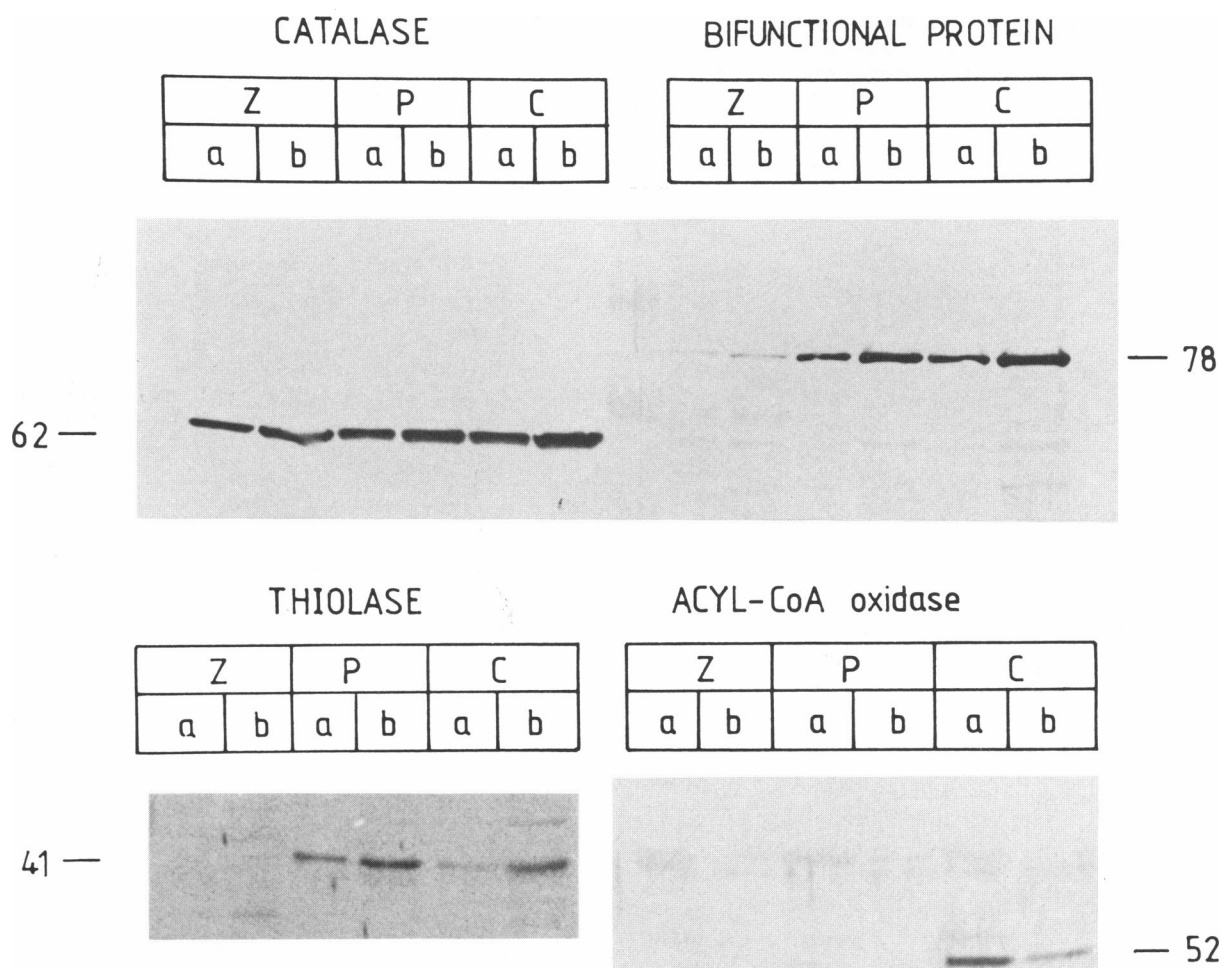 CATALASE BIFUNCTIONAL PROTEIN
Z P C Z P C
a b a b a b a b a b a b
— 78
62 —
THIOLASE ACYL-CoA oxidase
Z P C Z P C
a b a b a b a b a b a b
41 —
— 52